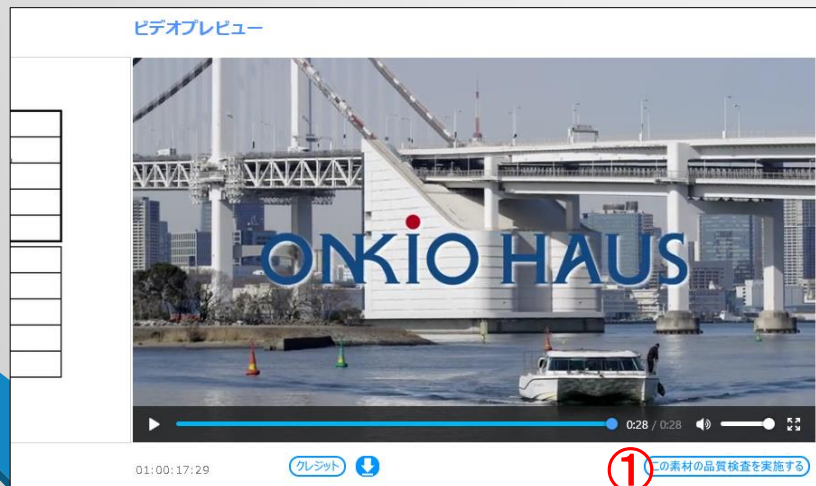 ビデオプレビュー
ONKIO HAUS
0:28 / 0:28
01:00:17:29
クレジット
①
この素材の品質検査を実施する